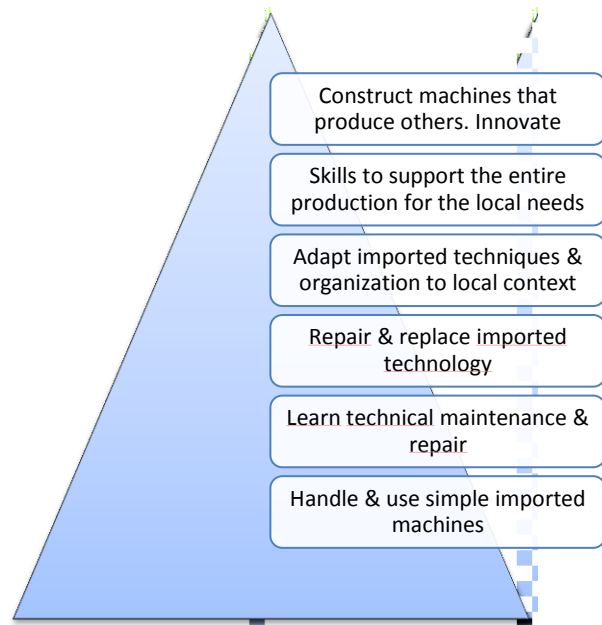 Construct machines that
produce others. Innovate
Skills to support the entire
production for the local needs
Adapt imported techniques &
organization to local context
Repair & replace imported
technology
Learn technical maintenance &
repair
Handle & use simple imported
machines